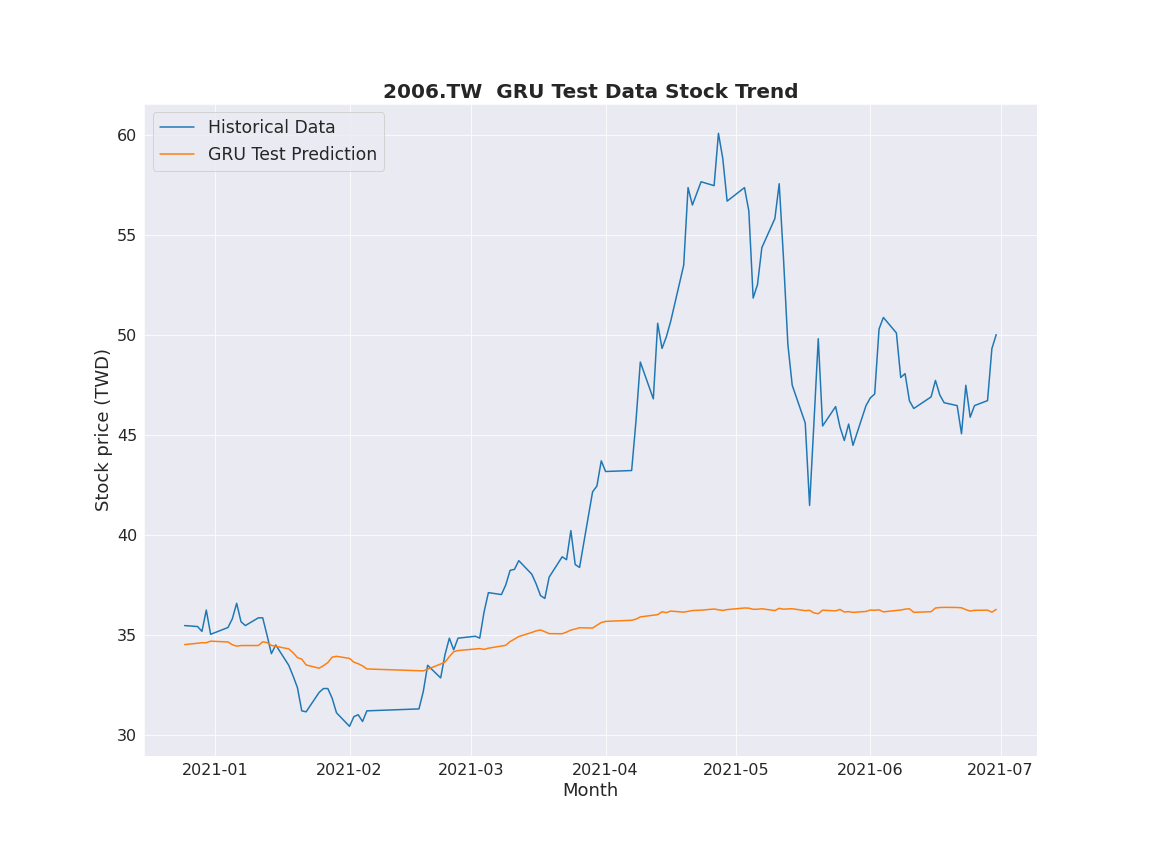 2006.TW  GRU Test Data Stock Trend
Historical Data
GRU Test Prediction
60
55
50
45
40
35
30
Stock price (TWD)
2021-01 2021-02 2021-03 2021-04 2021-05 2021-06 2021-07
Month